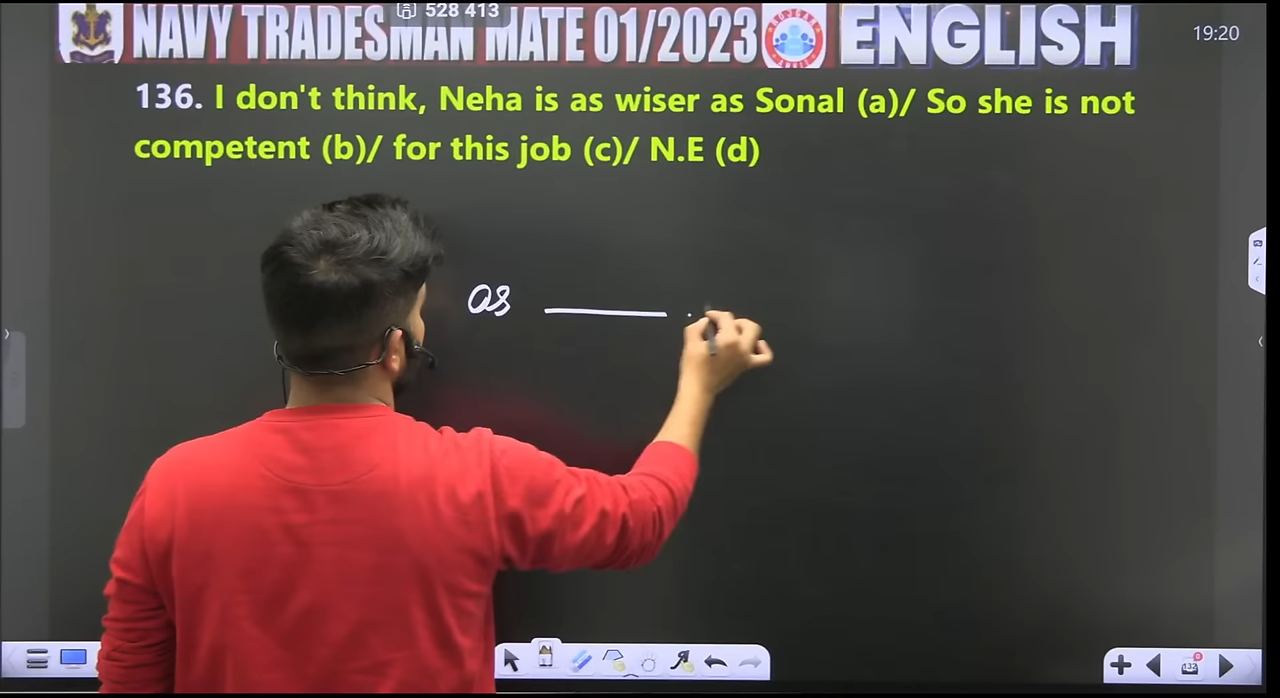 528 413
NAVY TRADESMAN MATE 01/2023 ENGLISH
19:20
136. I don't think, Neha is as wiser as Sonal (a)/ So she is not
competent (b)/ for this job (c)/ N.E (d)
as
132